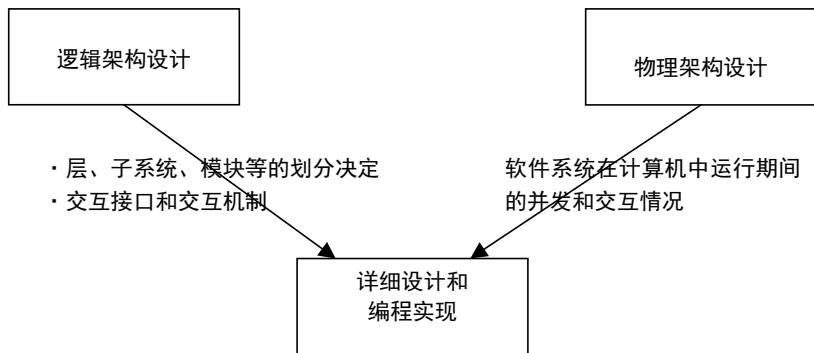 逻辑架构设计
物理架构设计
·层、子系统、模块等的划分决定
·交互接口和交互机制
软件系统在计算机中运行期间
的并发和交互情况
详细设计和
编程实现